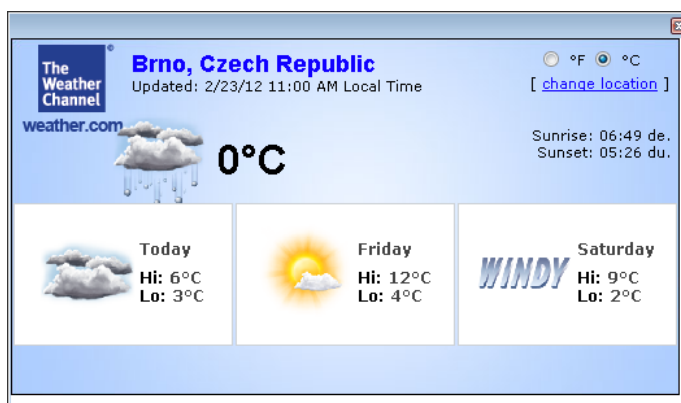 The
Weather
Channel
weather.com
Brno, Czech Republic
Updated: 2/23/12 11:00 AM Local Time
°F °C
[ change location ]
0°C
Sunrise: 06:49 de.
Sunset: 05:26 du.
Today
Hi: 6°C
Lo: 3°C
Friday
Hi: 12°C
Lo: 4°C
WINDY
Saturday
Hi: 9°C
Lo: 2°C